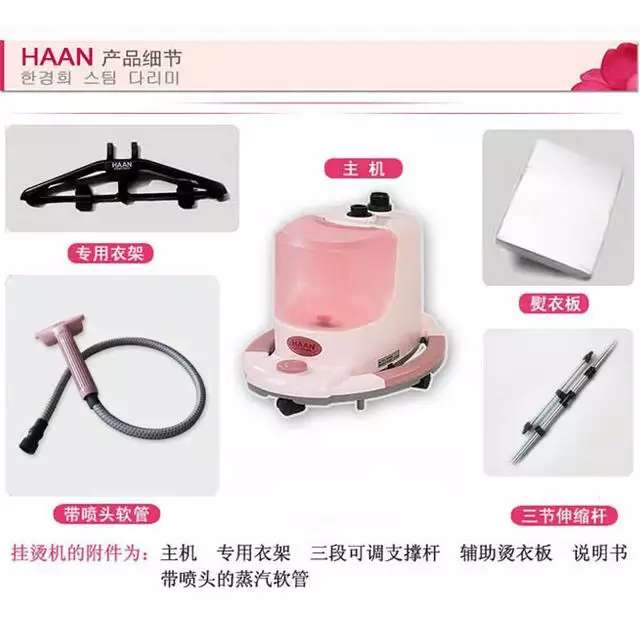 HAAN 产品细节
한경희 스팀 다리미
HAAN
专用衣架
主机
HAAN
熨衣板
带喷头软管
三节伸缩杆
挂烫机的附件为: 主机 专用衣架 三段可调支撑杆 辅助烫衣板 说明书
带喷头的蒸汽软管